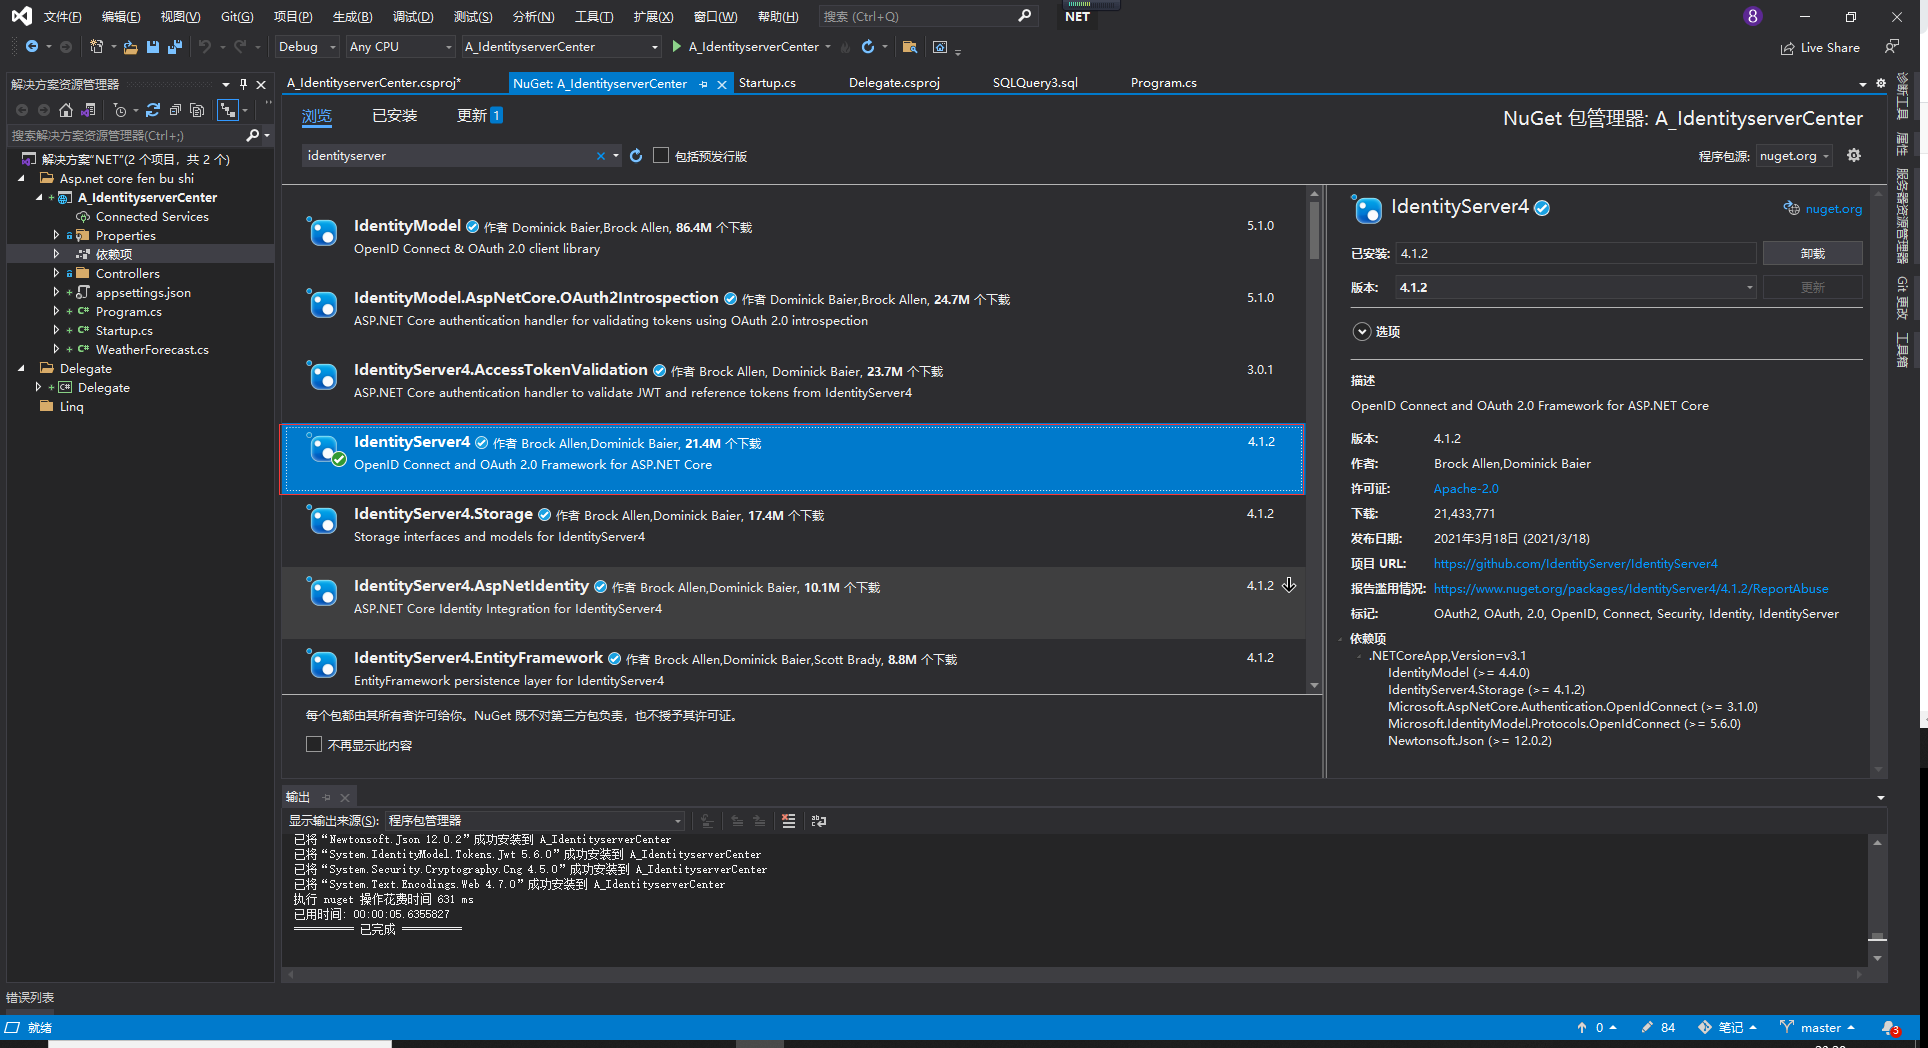 文件(F) 编辑(E) 视图(V) Git(G) 项目(P) 生成(B) 调试(D) 测试(S) 分析(N) 工具(T) 扩展(X) 窗口(W) 帮助(H) 搜索 (Ctrl+Q) NET 8
Debug Any CPU A_IdentityserverCenter A_IdentityserverCenter Live Share
解决方案资源管理器
搜索解决方案资源管理器(Ctrl+;)
解决方案"NET"(2 个项目，共 2 个)
Asp.net core fen bu shi
A_IdentityserverCenter
Connected Services
Properties
依赖项
Controllers
appsettings.json
Program.cs
Startup.cs
WeatherForecast.cs
Delegate
Delegate
Linq
A_IdentityserverCenter.csproj* NuGet: A_IdentityserverCenter Startup.cs Delegate.csproj SQLQuery3.sql Program.cs
浏览 已安装 更新 1
NuGet 包管理器: A_IdentityserverCenter
identityserver 包括预发行版
程序包源: nuget.org
IdentityModel 作者 Dominick Baier,Brock Allen, 86.4M 个下载 5.1.0
OpenID Connect & OAuth 2.0 client library
IdentityModel.AspNetCore.OAuth2Introspection 作者 Dominick Baier,Brock Allen, 24.7M 个下载 5.1.0
ASP.NET Core authentication handler for validating tokens using OAuth 2.0 introspection
IdentityServer4.AccessTokenValidation 作者 Brock Allen, Dominick Baier, 23.7M 个下载 3.0.1
ASP.NET Core authentication handler to validate JWT and reference tokens from IdentityServer4
IdentityServer4 作者 Brock Allen,Dominick Baier, 21.4M 个下载 4.1.2
OpenID Connect and OAuth 2.0 Framework for ASP.NET Core
IdentityServer4.Storage 作者 Brock Allen,Dominick Baier, 17.4M 个下载 4.1.2
Storage interfaces and models for IdentityServer4
IdentityServer4.AspNetIdentity 作者 Brock Allen,Dominick Baier, 10.1M 个下载 4.1.2
ASP.NET Core Identity Integration for IdentityServer4
IdentityServer4.EntityFramework 作者 Brock Allen,Dominick Baier,Scott Brady, 8.8M 个下载 4.1.2
EntityFramework persistence layer for IdentityServer4
每个包都由其所有者许可给你。NuGet 既不对第三方包负责，也不授予其许可证。
不再显示此内容
IdentityServer4 nuget.org
已安装: 4.1.2 卸载
版本: 4.1.2 更新
选项
描述
OpenID Connect and OAuth 2.0 Framework for ASP.NET Core
版本: 4.1.2
作者: Brock Allen,Dominick Baier
许可证: Apache-2.0
下载: 21,433,771
发布日期: 2021年3月18日 (2021/3/18)
项目 URL: https://github.com/IdentityServer/IdentityServer4
报告滥用情况: https://www.nuget.org/packages/IdentityServer4/4.1.2/ReportAbuse
标记: OAuth2, OAuth, 2.0, OpenID, Connect, Security, Identity, IdentityServer
依赖项
.NETCoreApp,Version=v3.1
IdentityModel (>= 4.4.0)
IdentityServer4.Storage (>= 4.1.2)
Microsoft.AspNetCore.Authentication.OpenIdConnect (>= 3.1.0)
Microsoft.IdentityModel.Protocols.OpenIdConnect (>= 5.6.0)
Newtonsoft.Json (>= 12.0.2)
诊断工具
属性
服务器资源管理器
Git 更改
工具箱
输出
显示输出来源(S): 程序包管理器
已将“Newtonsoft.Json 12.0.2”成功安装到 A_IdentityserverCenter
已将“System.IdentityModel.Tokens.Jwt 5.6.0”成功安装到 A_IdentityserverCenter
已将“System.Security.Cryptography.Cng 4.5.0”成功安装到 A_IdentityserverCenter
已将“System.Text.Encodings.Web 4.7.0”成功安装到 A_IdentityserverCenter
执行 nuget 操作花费时间 631 ms
已用时间: 00:00:05.6355827
========== 已完成 ==========
错误列表
就绪 0 84 笔记 master 3